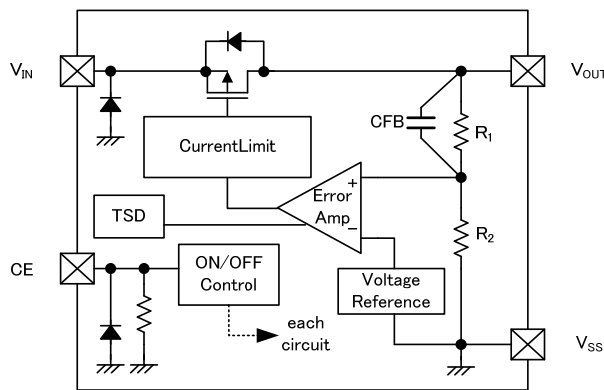 VIN
VOUT
CFB
R1
CurrentLimit
Error
Amp
+
−
TSD
R2
CE
ON/OFF
Control
Voltage
Reference
each
circuit
VSS